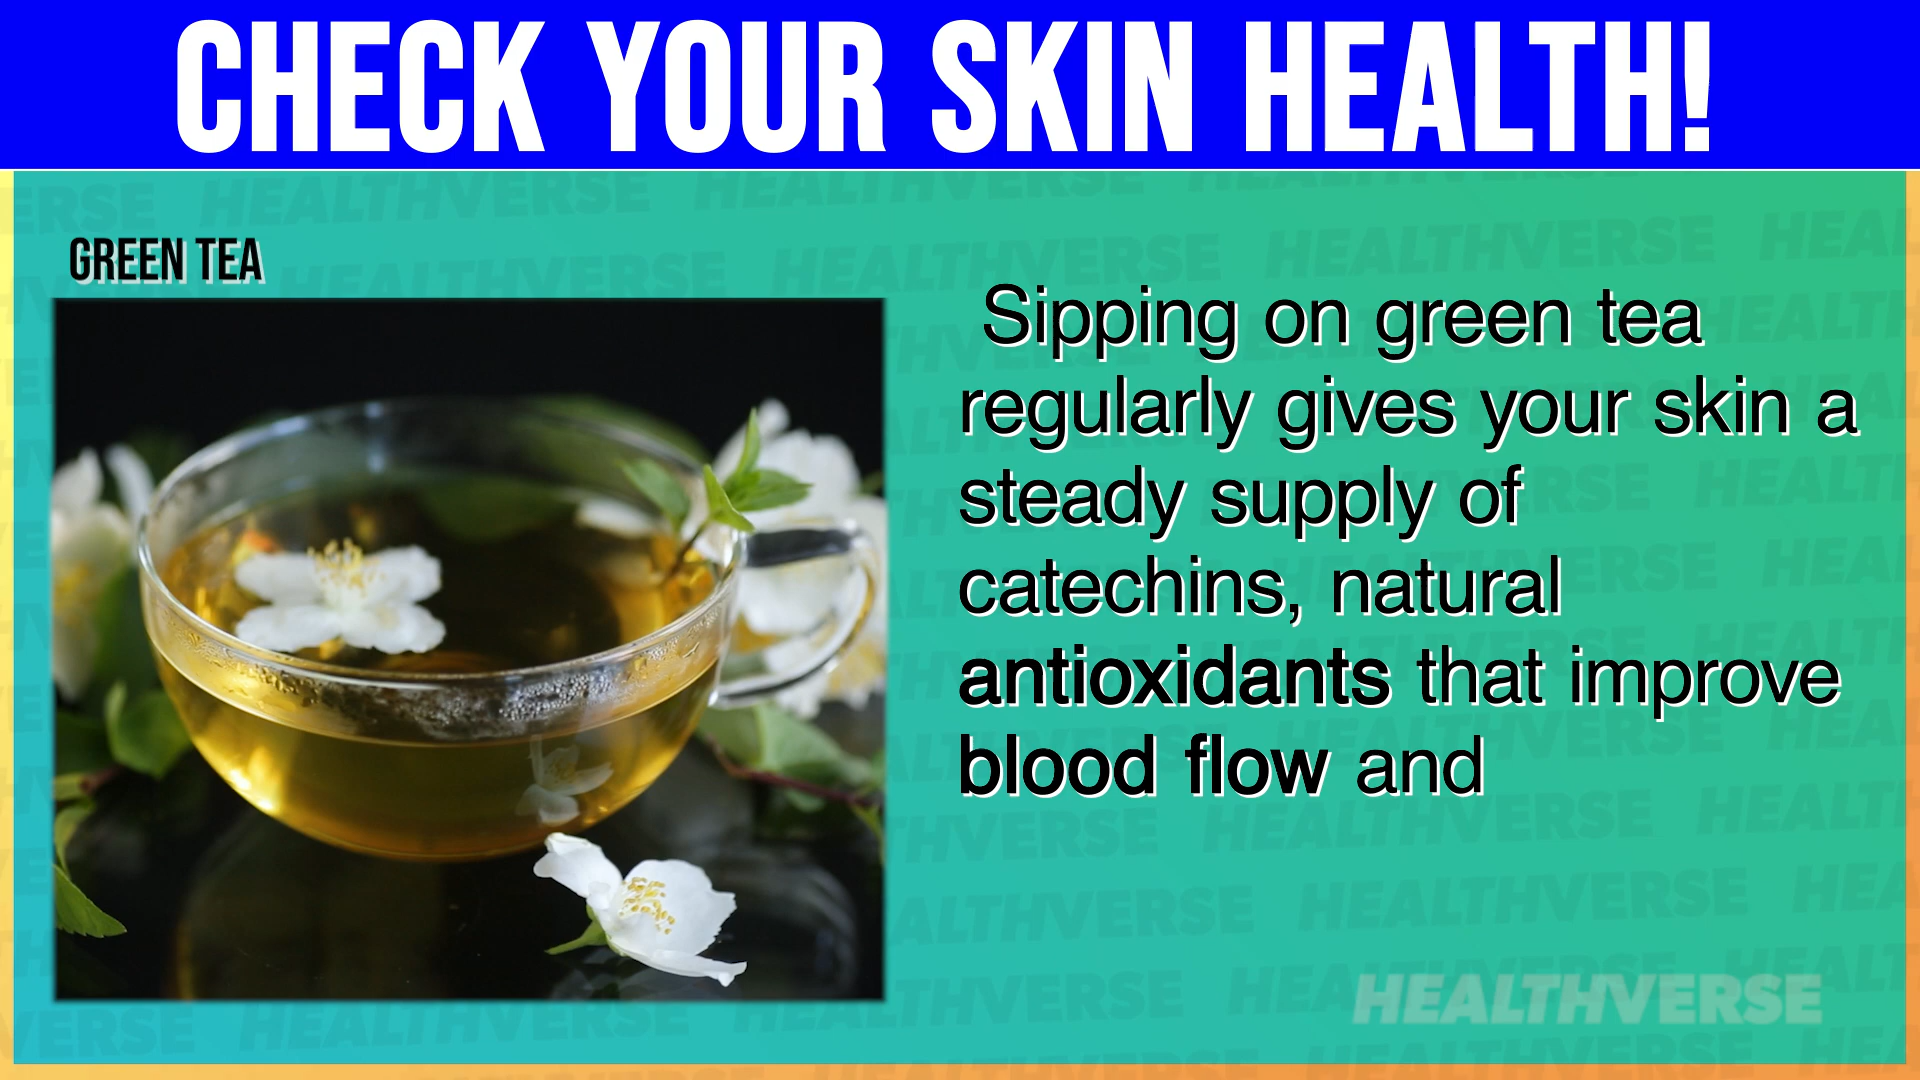 CHECK YOUR SKIN HEALTH!
GREEN TEA
Sipping on green tea
regularly gives your skin a
steady supply of
catechins, natural
antioxidants that improve
blood flow and
HEALTHVERSE